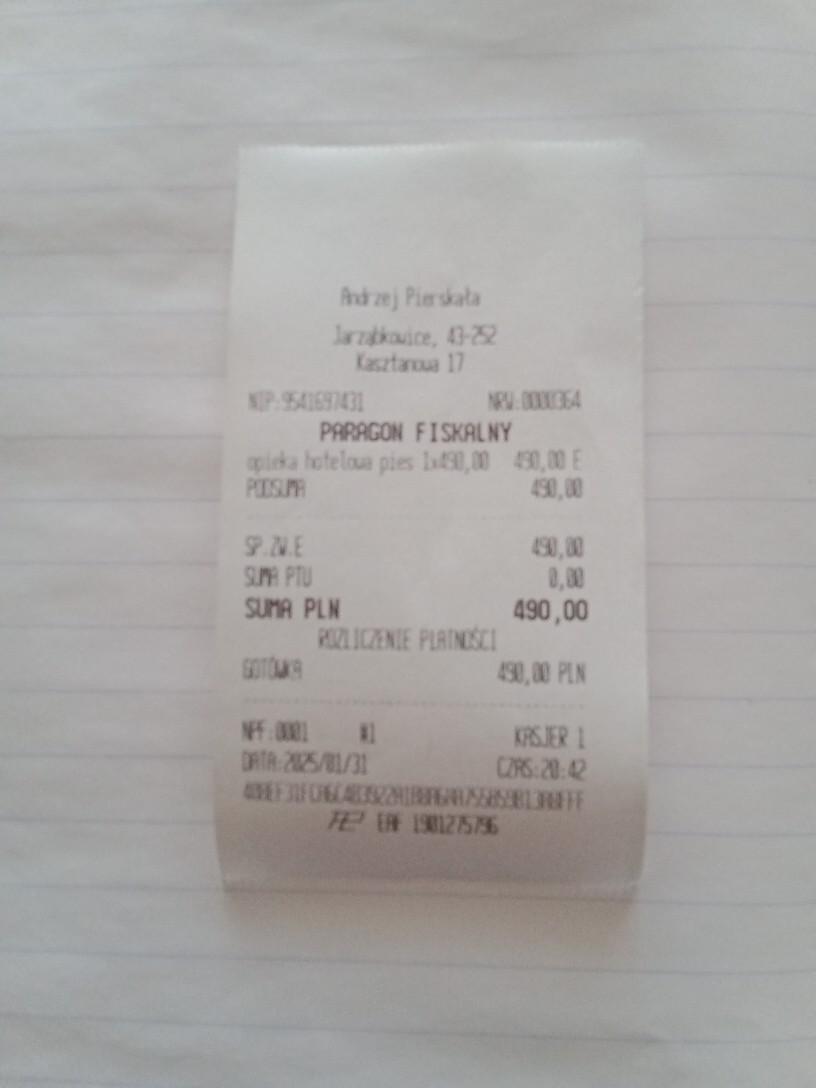 Andrzej Pierskała
Jarząbkowice, 43-252
Kasztanowa 17
NIP:9541697431 NRW:0000364
PARAGON FISKALNY
opieka hotelowa pies 1x490,00 490,00 E
PODSUMA 490,00
SP.ZW.E 490,00
SUMA PTU 0,00
SUMA PLN 490,00
ROZLICZENIE PŁATNOŚCI
GOTÓWKA 490,00 PLN
NPF:0001 #1 KASJER 1
DATA:2025/01/31 CZAS:20:42
EAF 1901275796